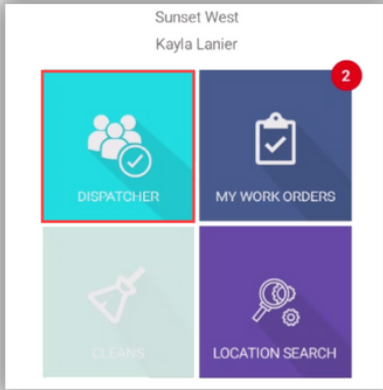 Sunset West
Kayla Lanier
2
DISPATCHER
MY WORK ORDERS
CLEANS
LOCATION SEARCH